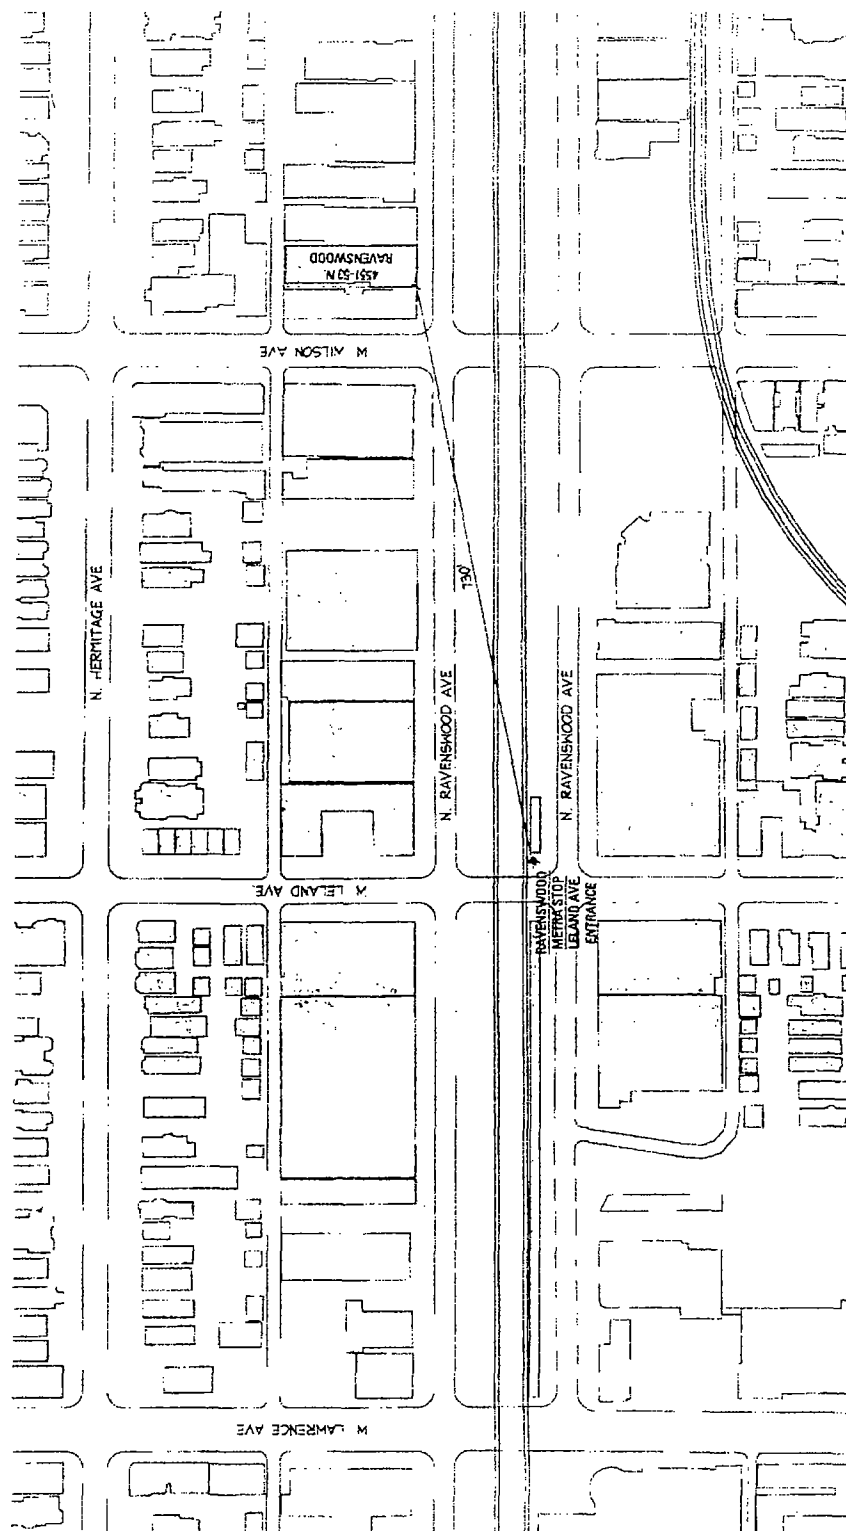 4551-53 N.
RAVENSWOOD
W. WILSON AVE
N. HERMITAGE AVE
730'
N. RAVENSWOOD AVE
N. RAVENSWOOD AVE
W. LELAND AVE.
RAVENSWOOD
METRA STOP
LELAND AVE
ENTRANCE
W. LAWRENCE AVE